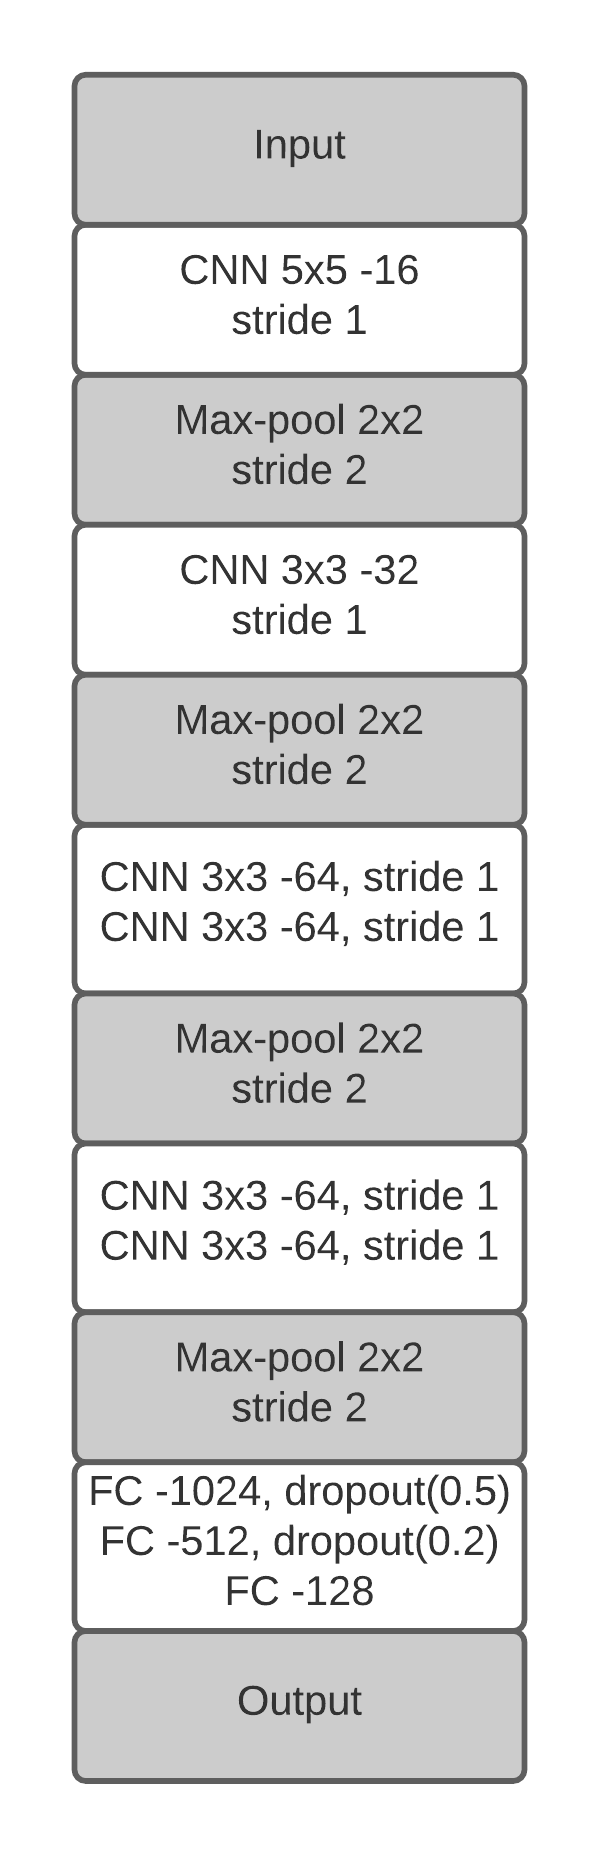 Input
CNN 5x5 -16
stride 1
Max-pool 2x2
stride 2
CNN 3x3 -32
stride 1
Max-pool 2x2
stride 2
CNN 3x3 -64, stride 1
CNN 3x3 -64, stride 1
Max-pool 2x2
stride 2
CNN 3x3 -64, stride 1
CNN 3x3 -64, stride 1
Max-pool 2x2
stride 2
FC -1024, dropout(0.5)
FC -512, dropout(0.2)
FC -128
Output